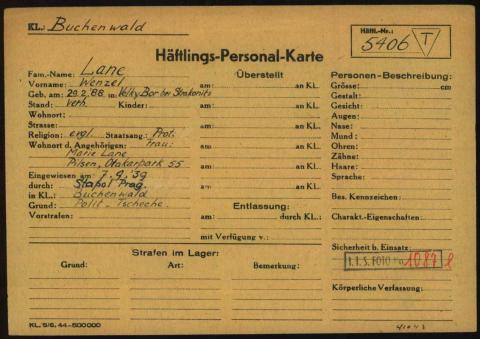 KL.: Buchenwald
Häftl.-Nr.:
5406 T
Häftlings-Personal-Karte
Fam.-Name: Lane
Vorname: Wenzel
Geb. am: 29.2.88 in: Velky Bor bei Strakonitz
Stand: verh. Kinder:
Wohnort:
Strasse:
Religion: evgl. Staatsang.: Prot.
Wohnort d. Angehörigen: Frau:
Marie Lane
Pilsen, Otakarpark 55
Eingewiesen am: 7.9.39
durch: Stapol Prag.
in KL.: Buchenwald
Grund: Polit. Tscheche
Vorstrafen:
Überstellt
am: an KL.
am: an KL.
am: an KL.
am: an KL.
am: an KL.
am: an KL.
Entlassung:
am: durch KL.:
mit Verfügung v.:
Personen-Beschreibung:
Grösse: cm
Gestalt:
Gesicht:
Augen:
Nase:
Mund:
Ohren:
Zähne:
Haare:
Sprache:
Bes. Kennzeichen:
Charakt.-Eigenschaften:
Sicherheit b. Einsatz:
I.T.S. FOTO No 1087
Körperliche Verfassung:
Strafen im Lager:
Grund: Art: Bemerkung:
KL. 5/6. 44-500000